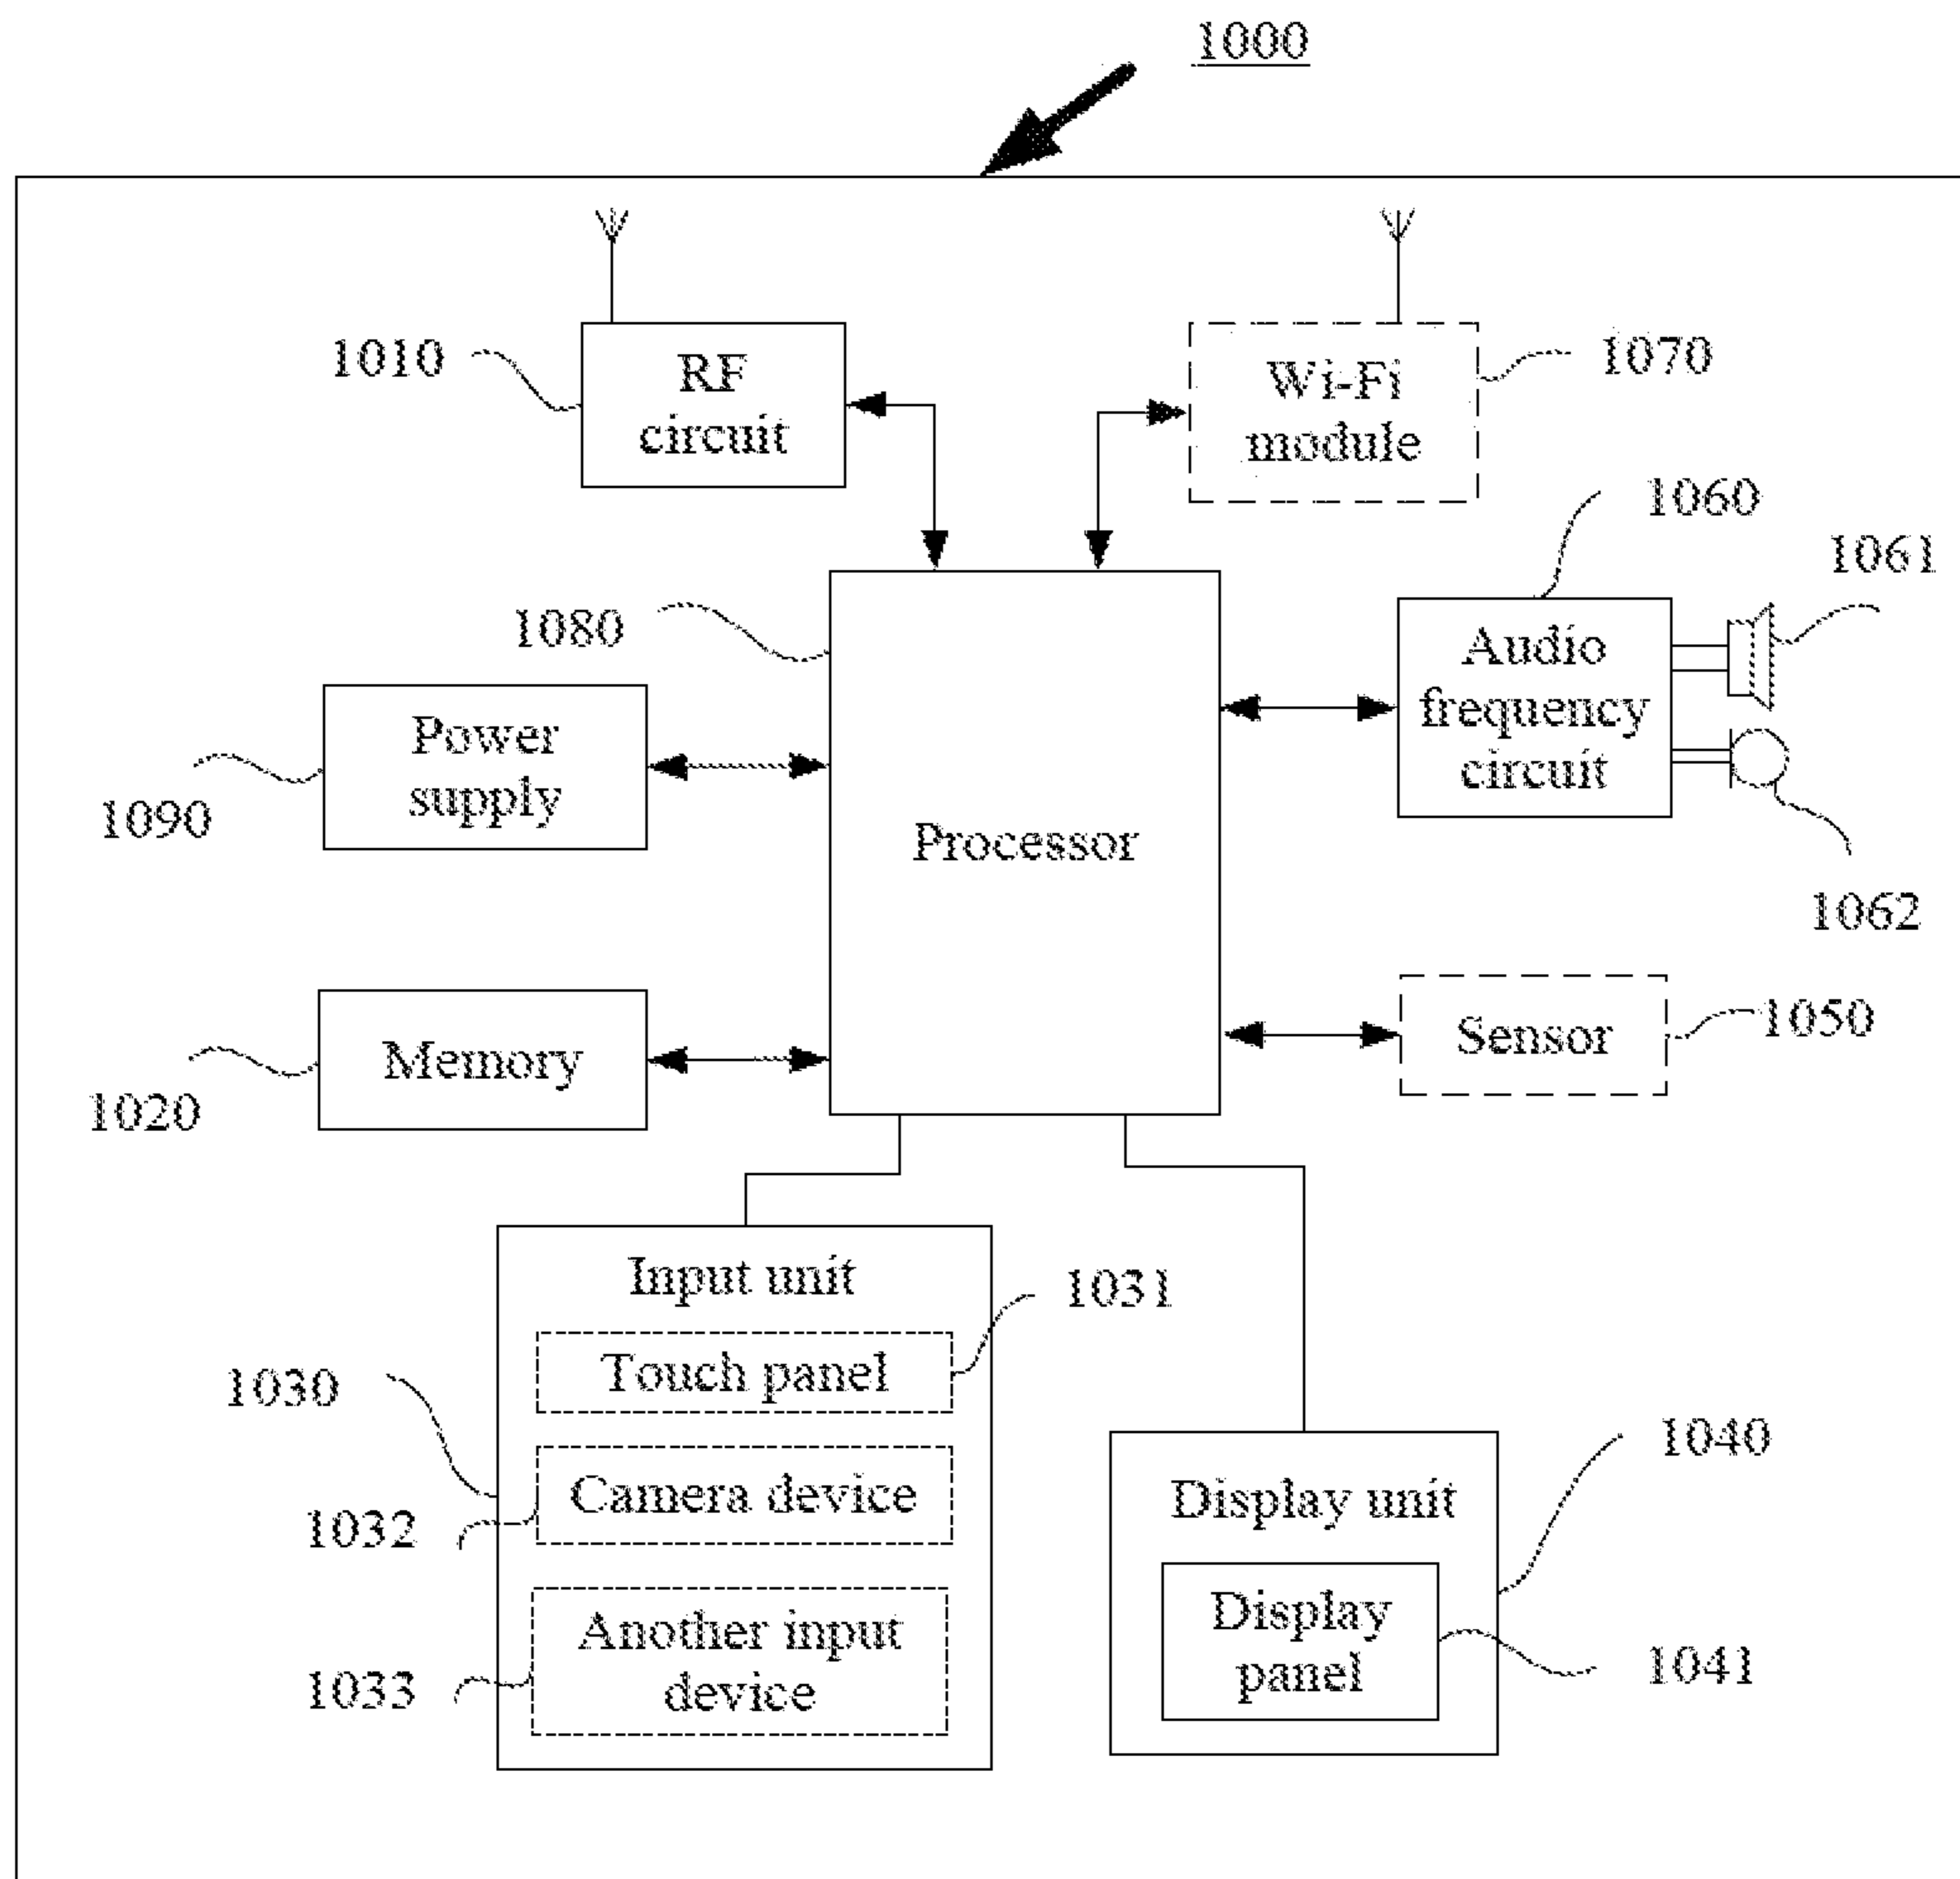 1000
1010
RF
circuit
Wi-Fi
module
1070
1060
1061
1080
Audio
frequency
circuit
Power
supply
1090
Processor
1062
Memory
1020
Sensor
1050
Input unit
1031
Touch panel
1030
Camera device
1032
Another input
device
1033
1040
Display unit
Display
panel
1041